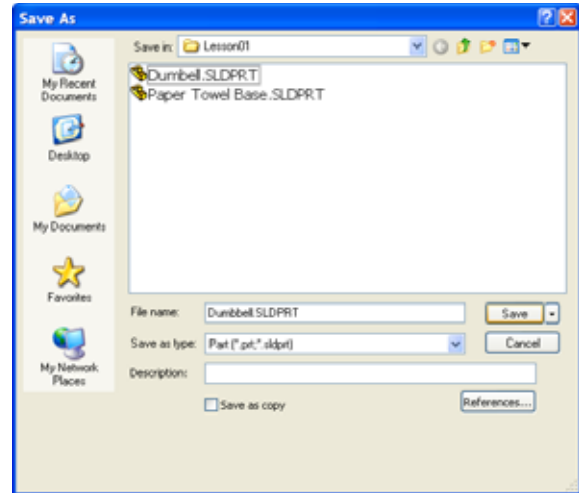 Save As
Save in: Lesson01
Dumbell.SLDPRT
Paper Towel Base.SLDPRT
My Recent
Documents
Desktop
My Documents
Favorites
My Network
Places
File name: Dumbbell.SLDPRT Save
Save as type: Part (*.prt;*.sldprt) Cancel
Description:
Save as copy References...